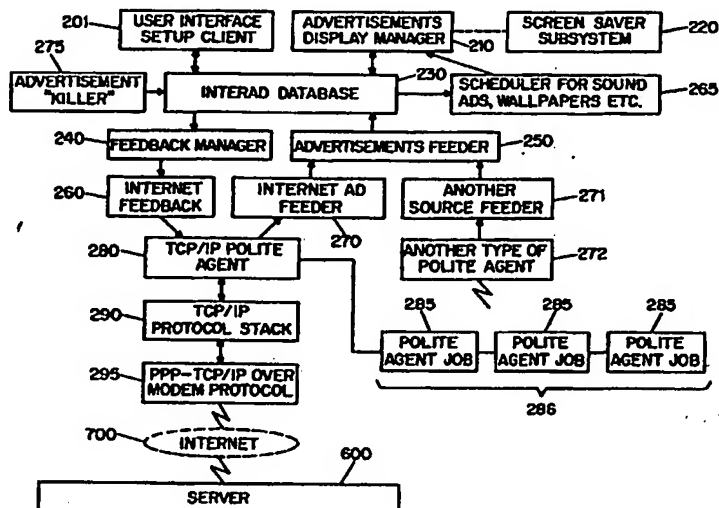 201
USER INTERFACE
SETUP CLIENT
ADVERTISEMENTS
DISPLAY MANAGER
210
SCREEN SAVER
SUBSYSTEM
220
275
ADVERTISEMENT
"KILLER"
230
INTERAD DATABASE
SCHEDULER FOR SOUND
ADS, WALLPAPERS ETC.
265
240
FEEDBACK MANAGER
ADVERTISEMENTS FEEDER
250
260
INTERNET
FEEDBACK
INTERNET AD
FEEDER
270
ANOTHER
SOURCE FEEDER
271
280
TCP/IP POLITE
AGENT
ANOTHER TYPE OF
POLITE AGENT
272
290
TCP/IP
PROTOCOL STACK
285
285
285
POLITE
AGENT JOB
POLITE
AGENT JOB
POLITE
AGENT JOB
286
295
PPP-TCP/IP OVER
MODEM PROTOCOL
700
INTERNET
600
SERVER